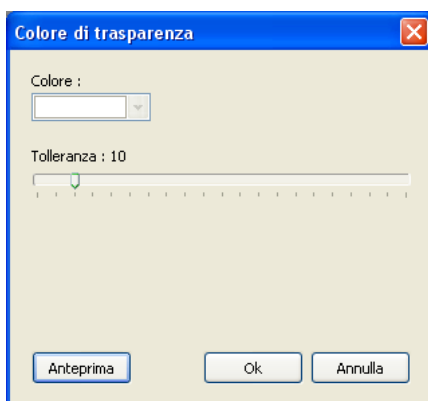 Colore di trasparenza
Colore :
Tolleranza : 10
Anteprima
Ok
Annulla